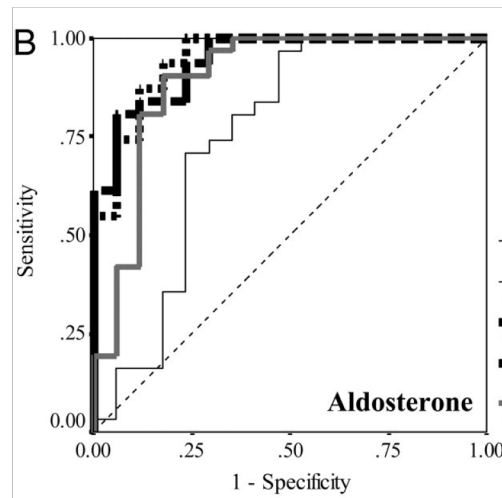 B
1.00
.75
Sensitivity
.50
.25
0.00
Aldosterone
0.00
.25
.50
.75
1.00
1 - Specificity